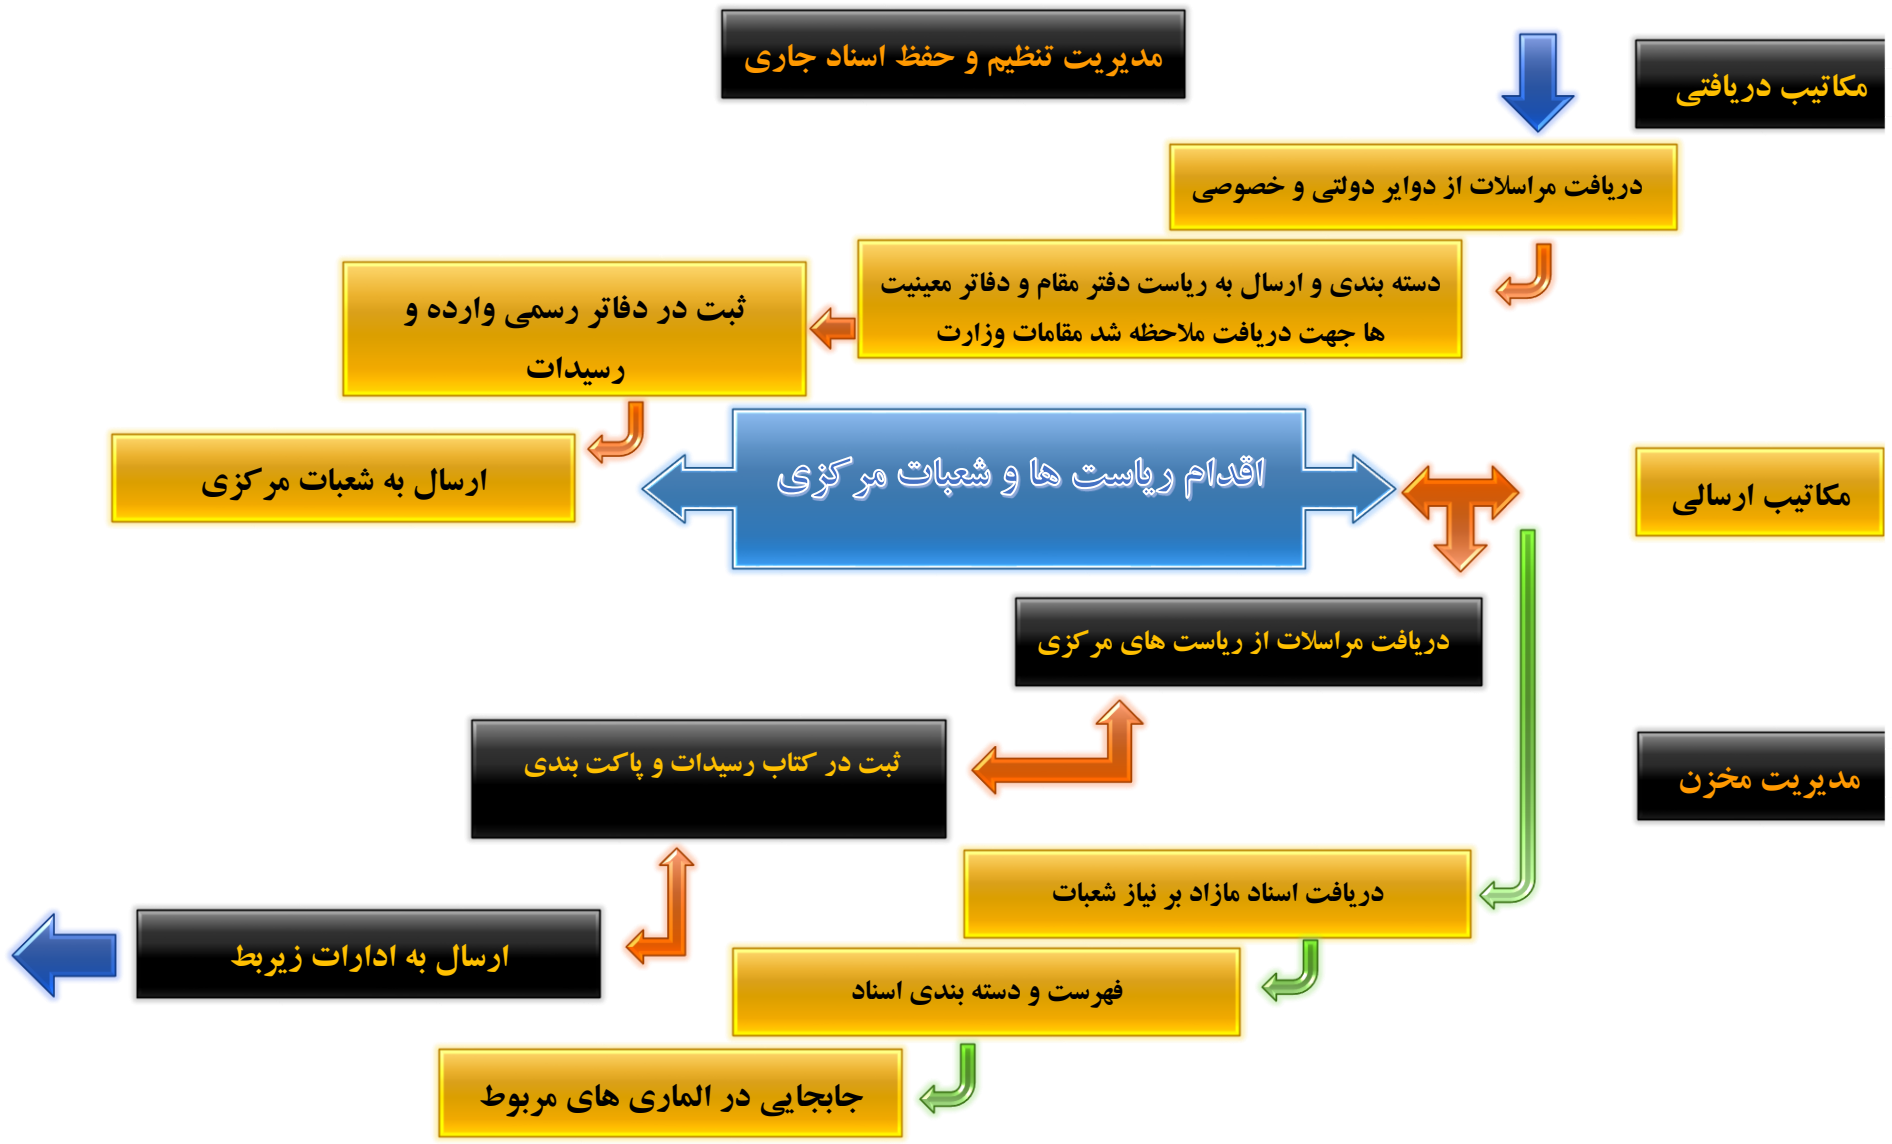 مدیریت تنظیم و حفظ اسناد جاری
مکاتیب دریافتی
دریافت مراسلات از دوایر دولتی و خصوصی
دسته بندی و ارسال به ریاست دفتر مقام و دفاتر معینیت
ها جهت دریافت ملاحظه شد مقامات وزارت
ثبت در دفاتر رسمی وارده و
رسیدات
ارسال به شعبات مرکزی
اقدام ریاست ها و شعبات مرکزی
مکاتیب ارسالی
دریافت مراسلات از ریاست های مرکزی
ثبت در کتاب رسیدات و پاکت بندی
ارسال به ادارات زیربط
مدیریت مخزن
دریافت اسناد مازاد بر نیاز شعبات
فهرست و دسته بندی اسناد
جابجایی در الماری های مربوط